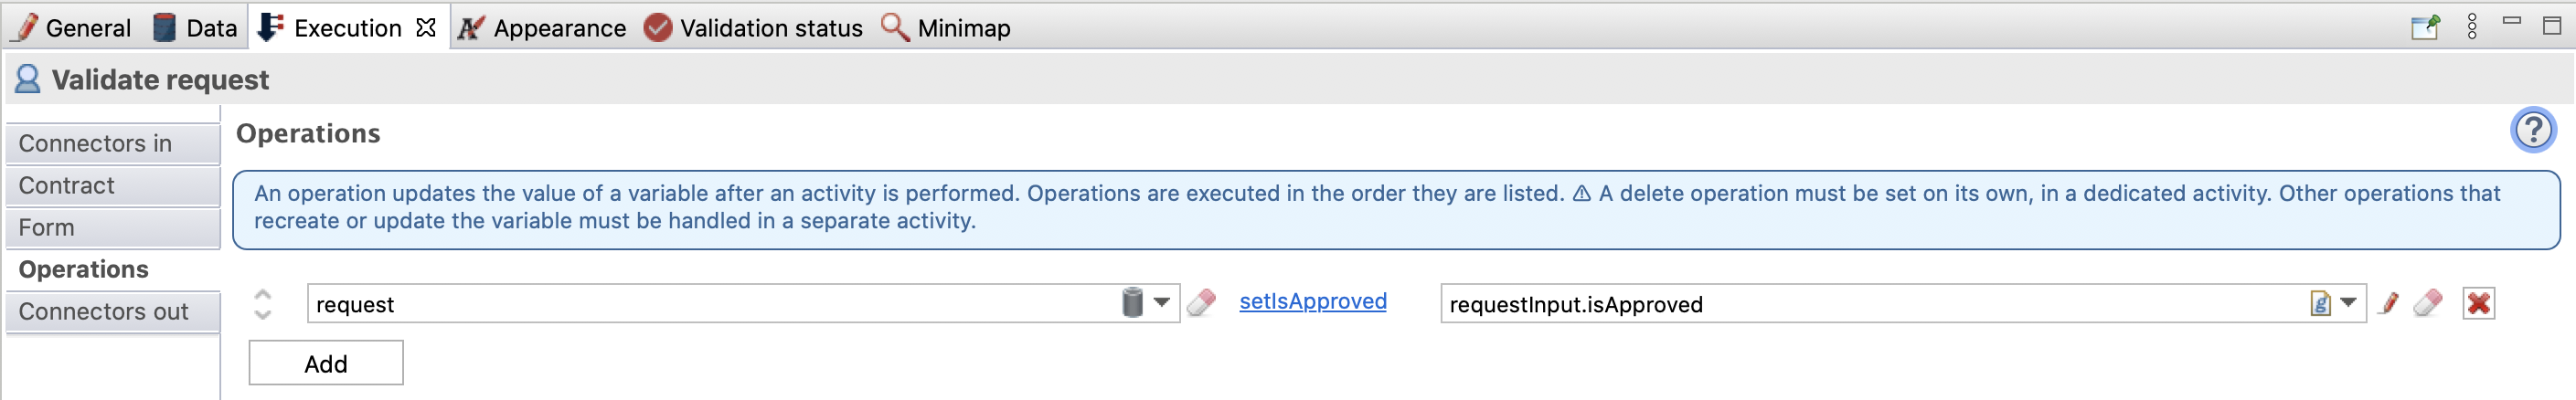 General Data Execution Appearance Validation status Minimap
Validate request
Connectors in
Contract
Form
Operations
Connectors out
Operations
An operation updates the value of a variable after an activity is performed. Operations are executed in the order they are listed. ⚠ A delete operation must be set on its own, in a dedicated activity. Other operations that
recreate or update the variable must be handled in a separate activity.
request setIsApproved requestInput.isApproved
Add